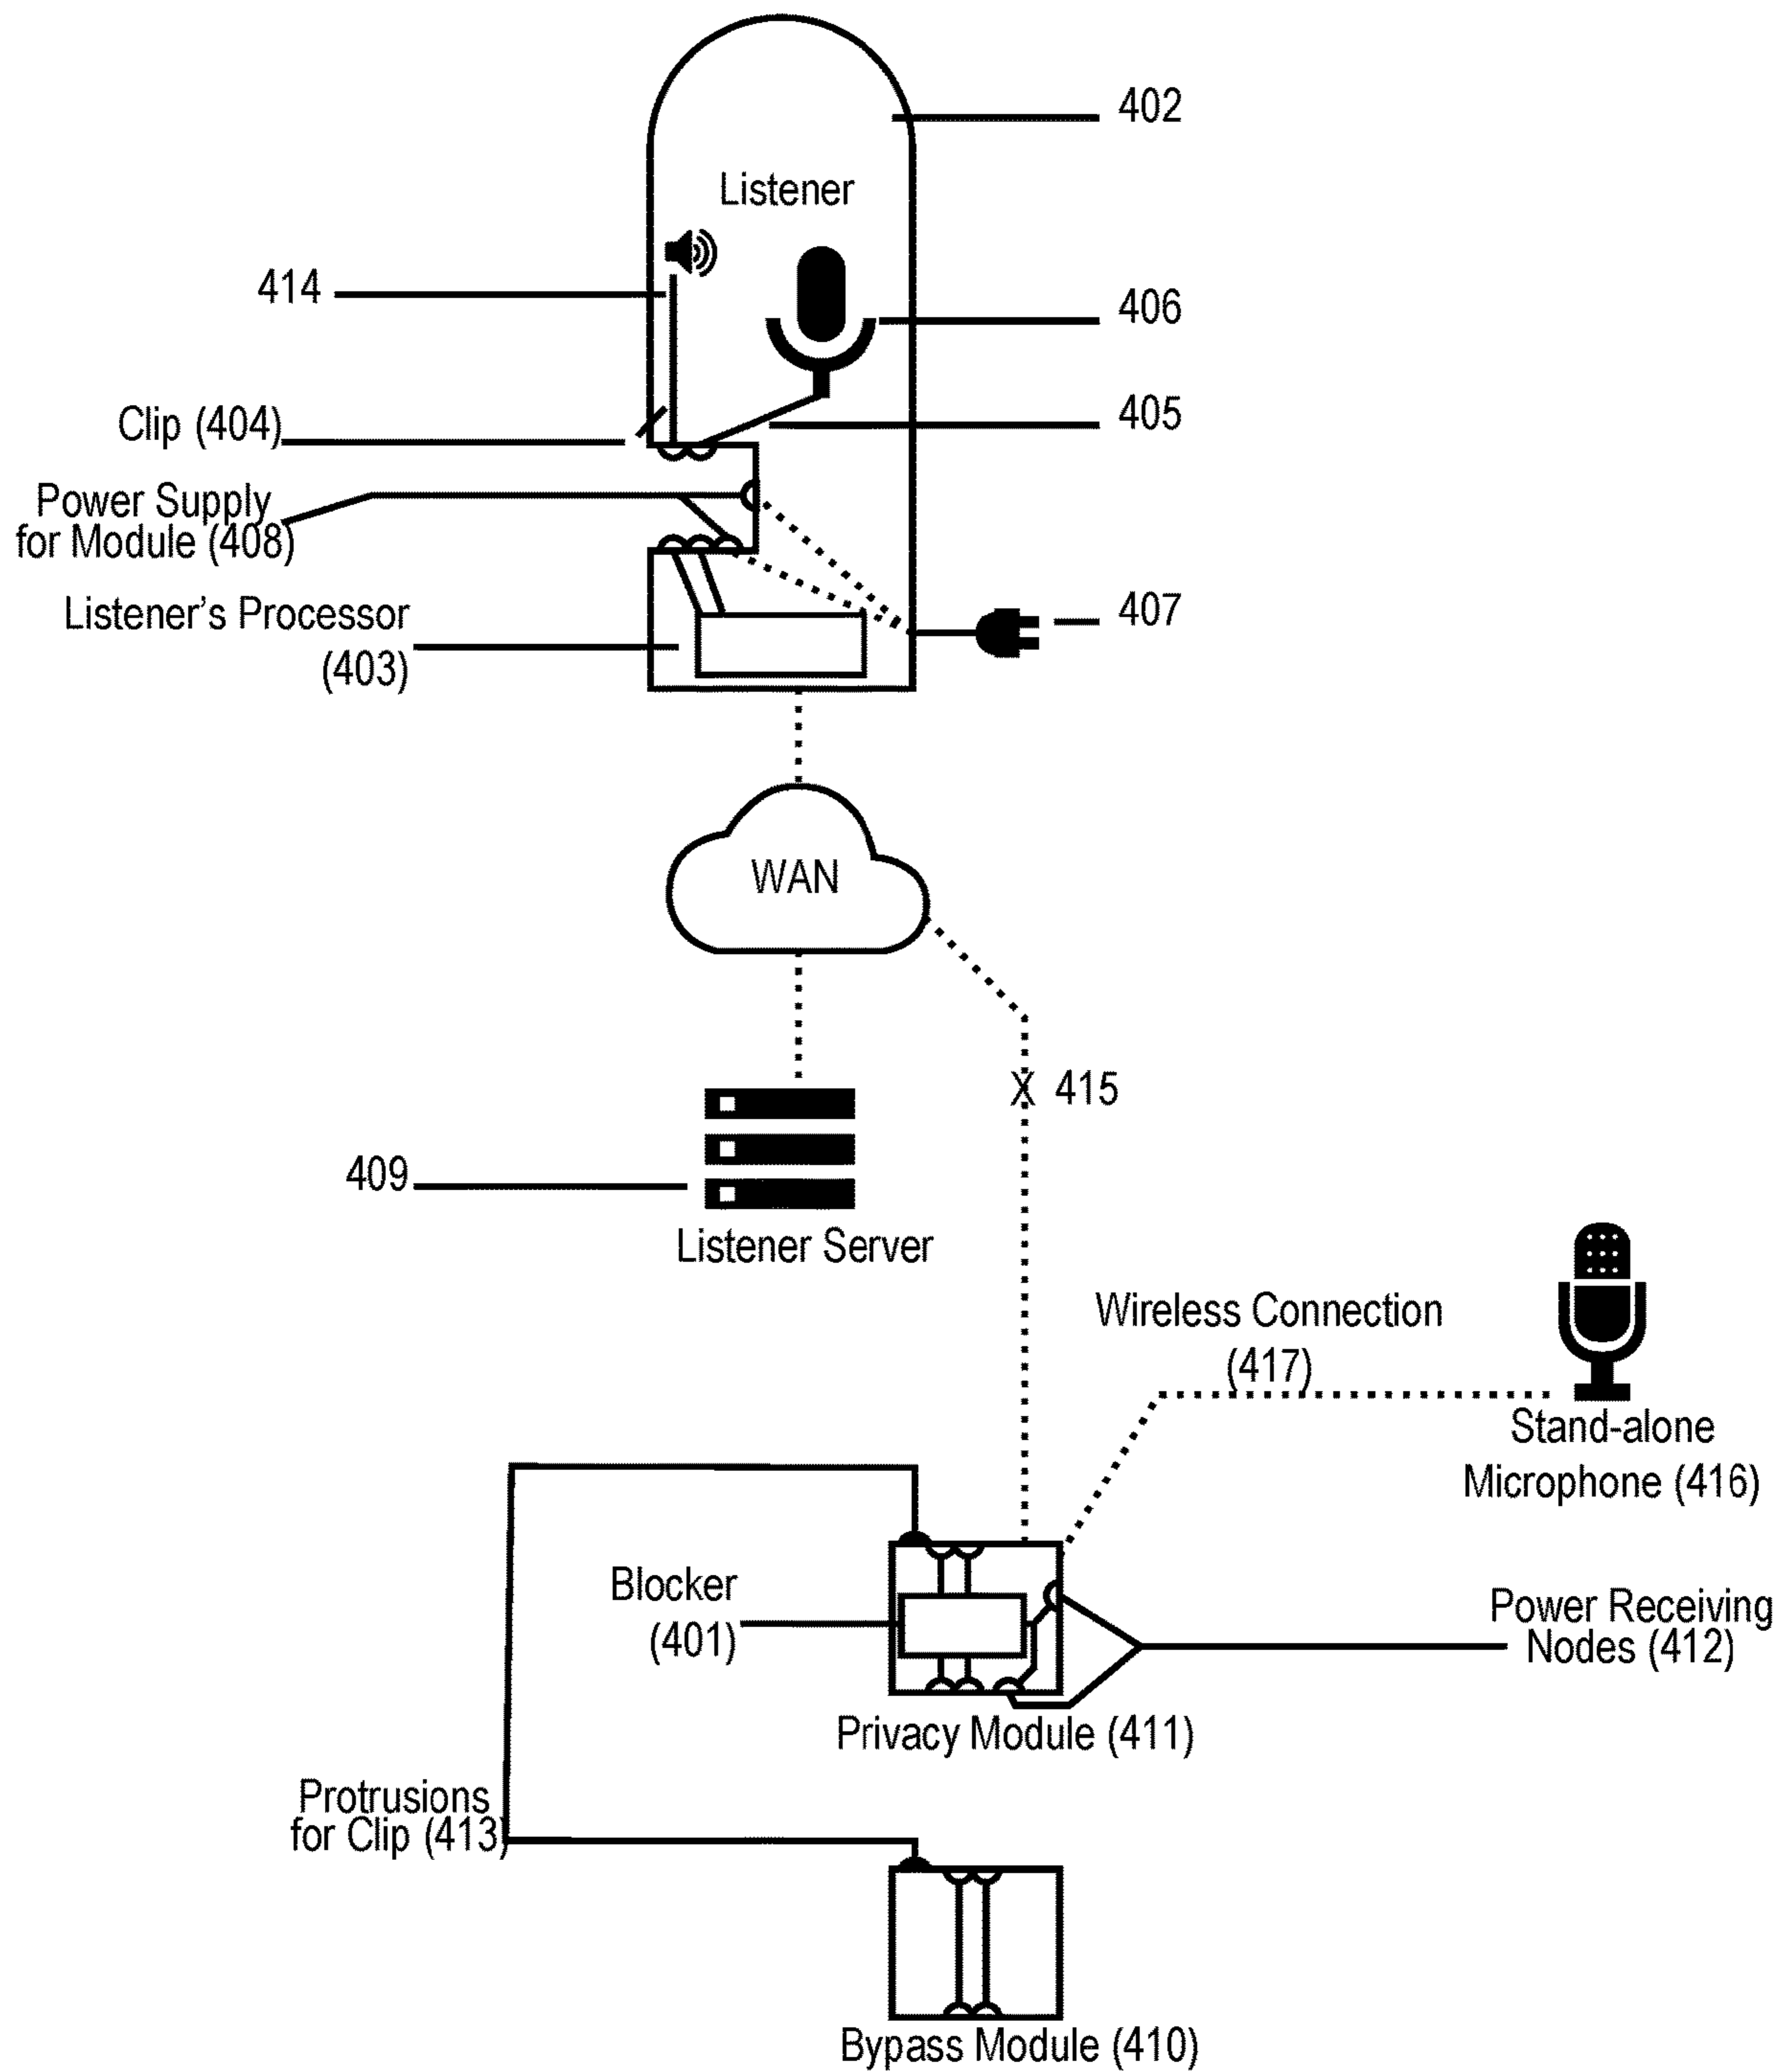 402
Listener
414
406
Clip (404)
405
Power Supply
for Module (408)
407
Listener's Processor
(403)
WAN
X 415
409
Listener Server
Wireless Connection
(417)
Stand-alone
Microphone (416)
Blocker
(401)
Power Receiving
Nodes (412)
Privacy Module (411)
Protrusions
for Clip (413)
Bypass Module (410)